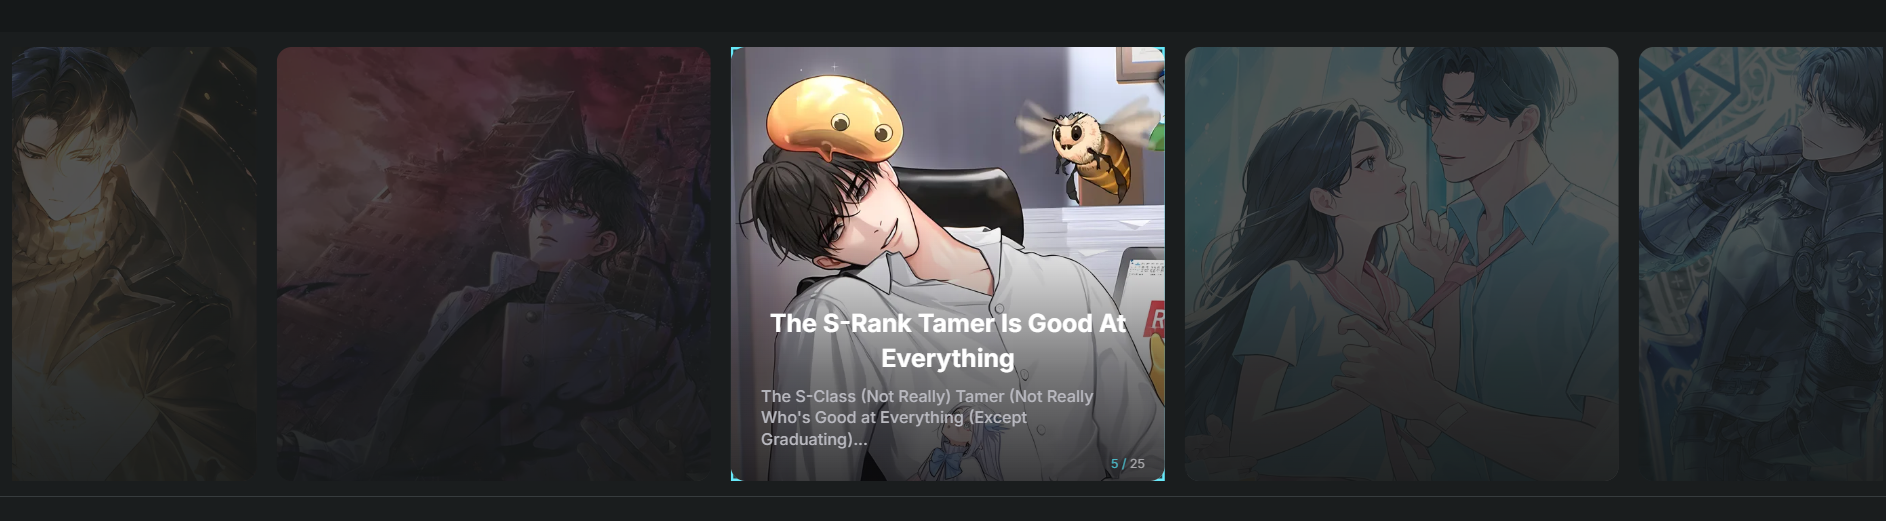 The S-Rank Tamer Is Good At
Everything
The S-Class (Not Really) Tamer (Not Really
Who's Good at Everything (Except
Graduating)...
5 / 25
R